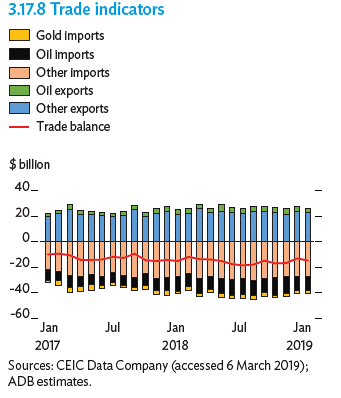 3.17.8 Trade indicators
Gold imports
Oil imports
Other imports
Oil exports
Other exports
Trade balance
$ billion
40
20
0
–20
–40
–60
Jan Jul Jan Jul Jan
2017 2018 2019
Sources: CEIC Data Company (accessed 6 March 2019);
ADB estimates.